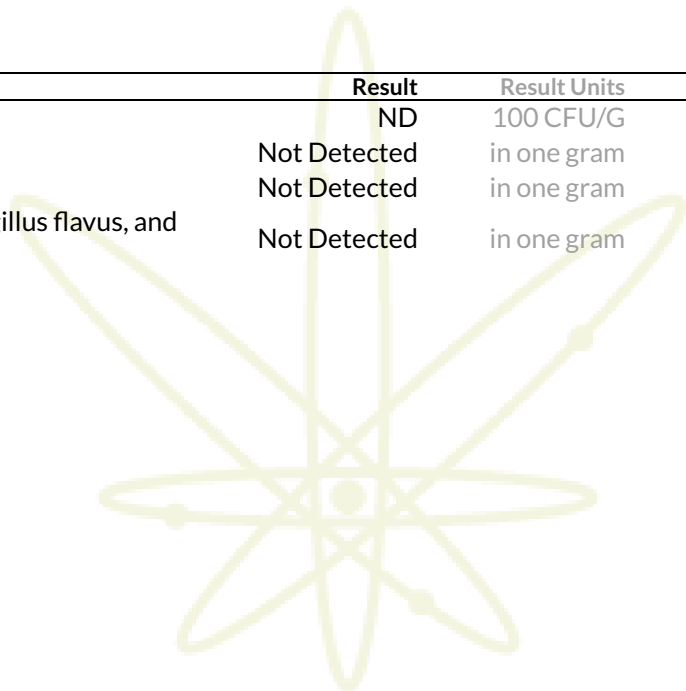 Result Result Units
ND 100 CFU/G
Not Detected in one gram
Not Detected in one gram
illus flavus, and
Not Detected in one gram